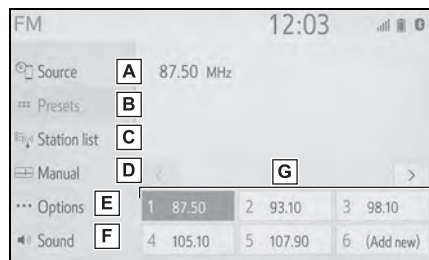 FM 12:03
Source A 87.50 MHz
Presets B
Station list C
Manual D G
Options E 1 87.50 2 93.10 3 98.10
Sound F 4 105.10 5 107.90 6 (Add new)